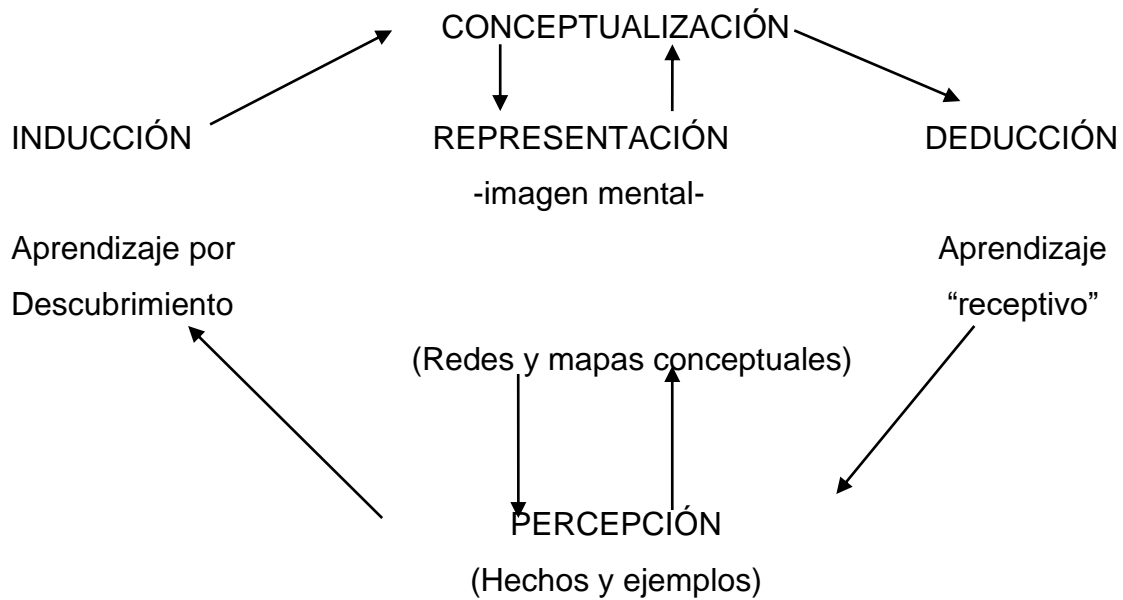 CONCEPTUALIZACIÓN
INDUCCIÓN REPRESENTACIÓN DEDUCCIÓN
-imagen mental-
Aprendizaje por Aprendizaje
Descubrimiento “receptivo”
(Redes y mapas conceptuales)
PERCEPCIÓN
(Hechos y ejemplos)